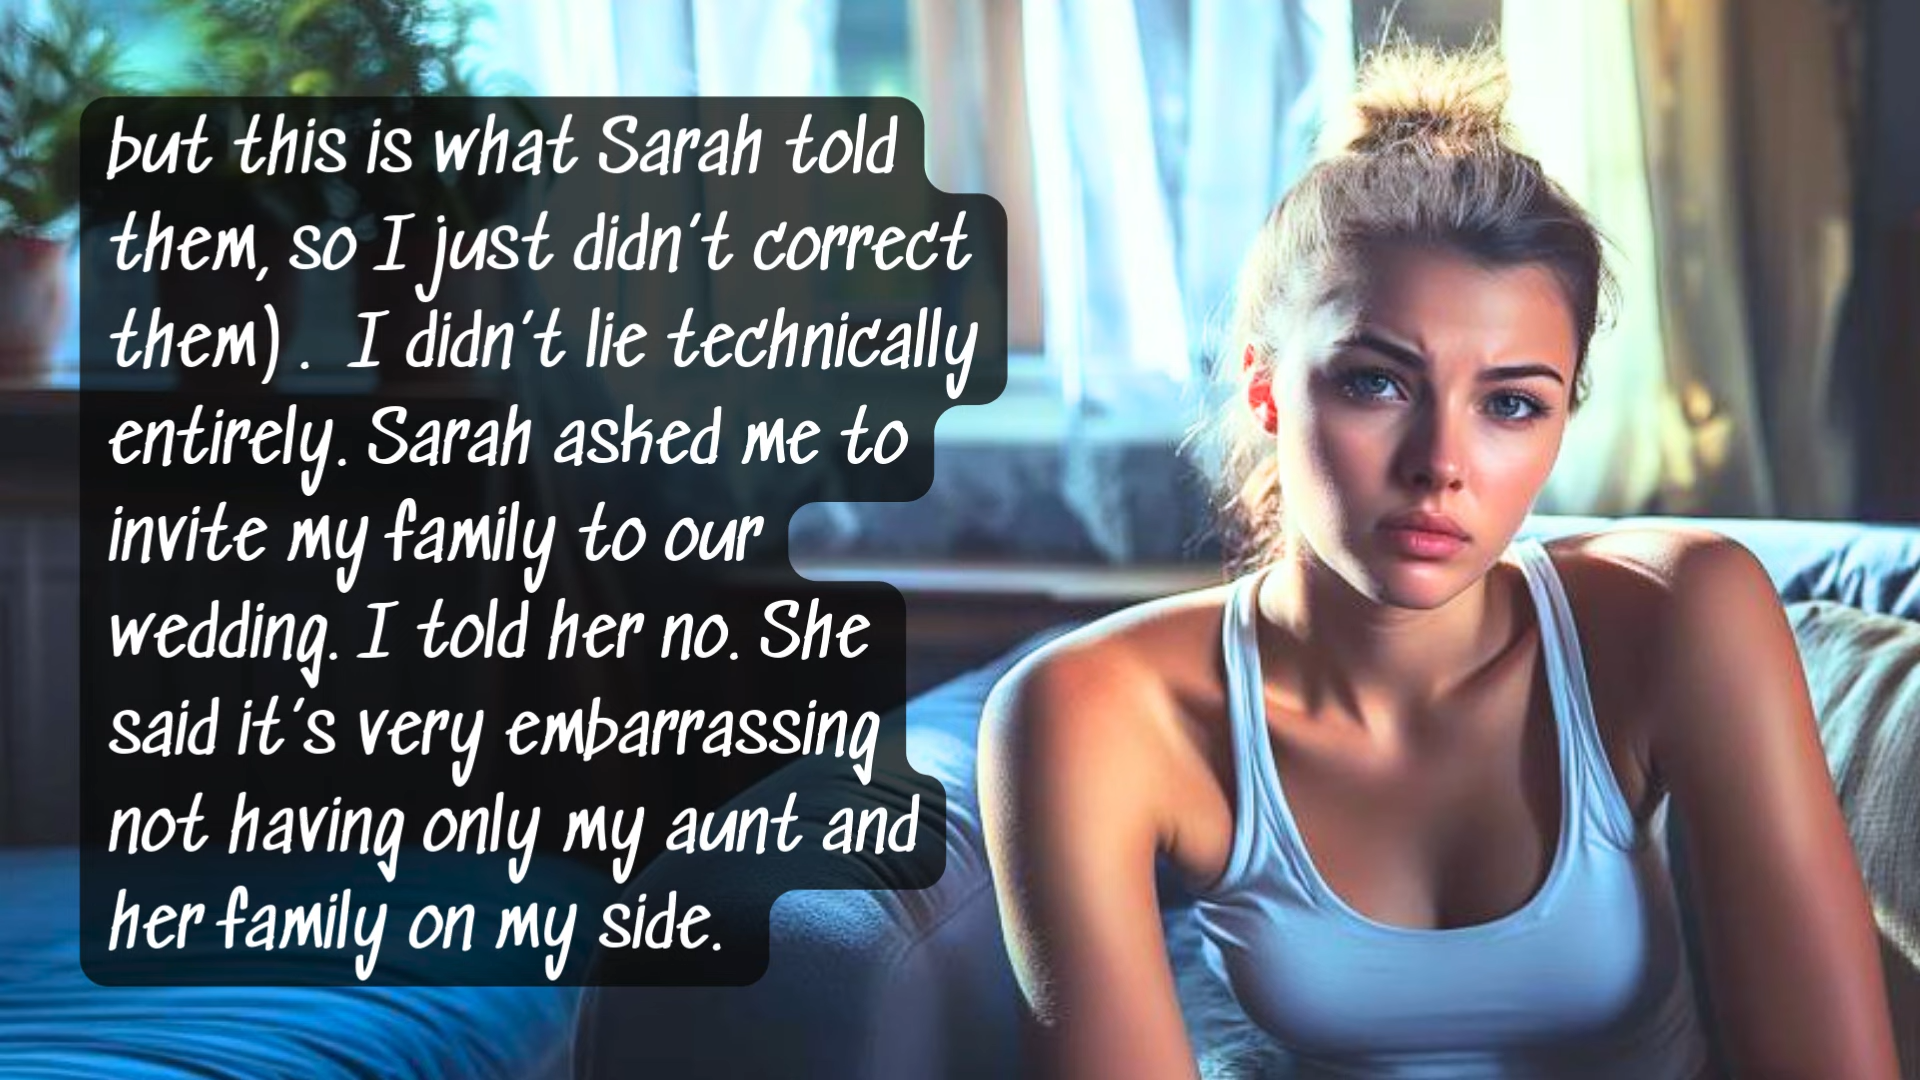 but this is what Sarah told
them, so I just didn't correct
them) . I didn't lie technically
entirely. Sarah asked me to
invite my family to our
wedding. I told her no. She
said it's very embarrassing
not having only my aunt and
her family on my side.